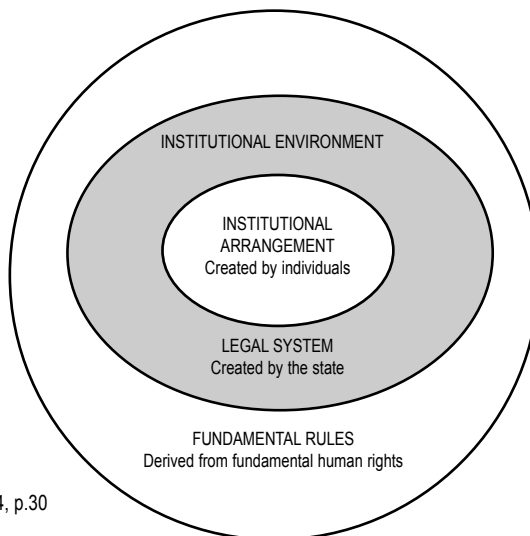 INSTITUTIONAL ENVIRONMENT
INSTITUTIONAL
ARRANGEMENT
Created by individuals
LEGAL SYSTEM
Created by the state
FUNDAMENTAL RULES
Derived from fundamental human rights
, p.30